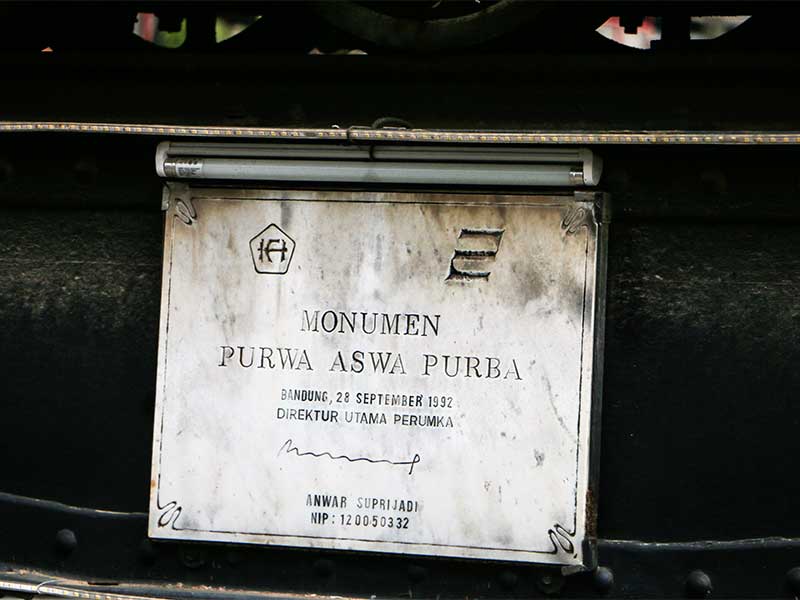 MONUMEN
PURWA ASWA PURBA
BANDUNG, 28 SEPTEMBER 1992
DIREKTUR UTAMA PERUMKA
ANWAR SUPRIJADI
NIP: 120050332